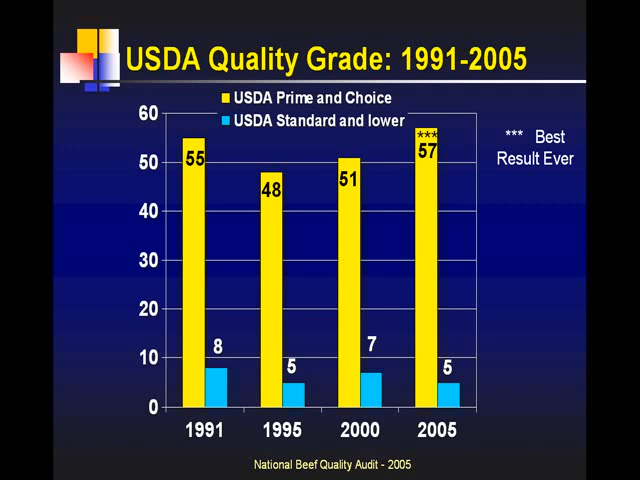 USDA Quality Grade: 1991-2005
USDA Prime and Choice
USDA Standard and lower
*** Best
Result Ever
60
50
40
30
20
10
0
55
8
48
5
51
7
***
57
5
1991 1995 2000 2005
National Beef Quality Audit - 2005